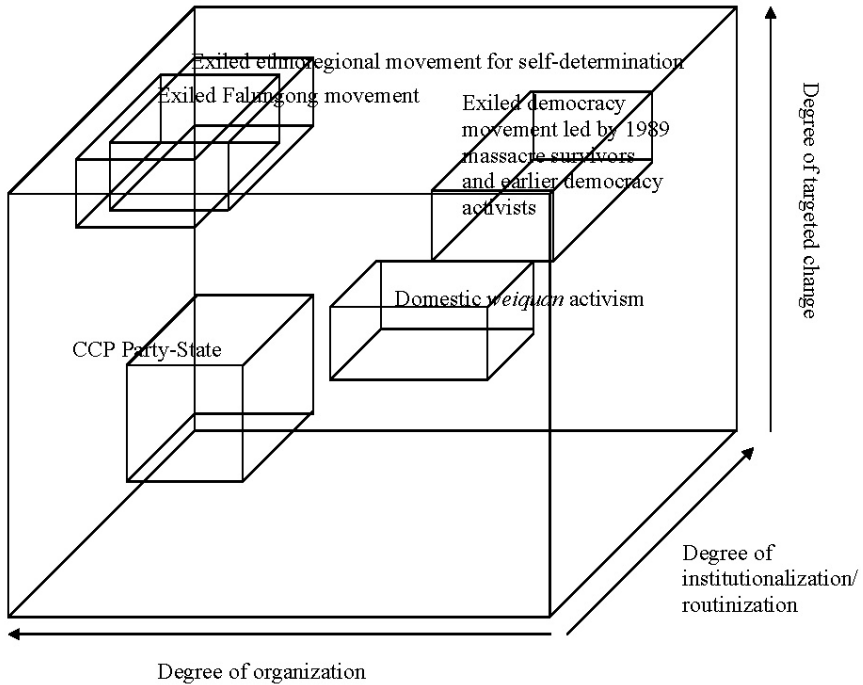 Exiled ethnoregional movement for self-determination
Exiled Falungong movement
Exiled democracy
movement led by 1989
massacre survivors
and earlier democracy
activists
Degree of targeted change
Domestic weiquan activism
CCP Party-State
Degree of
institutionalization/
routinization
Degree of organization